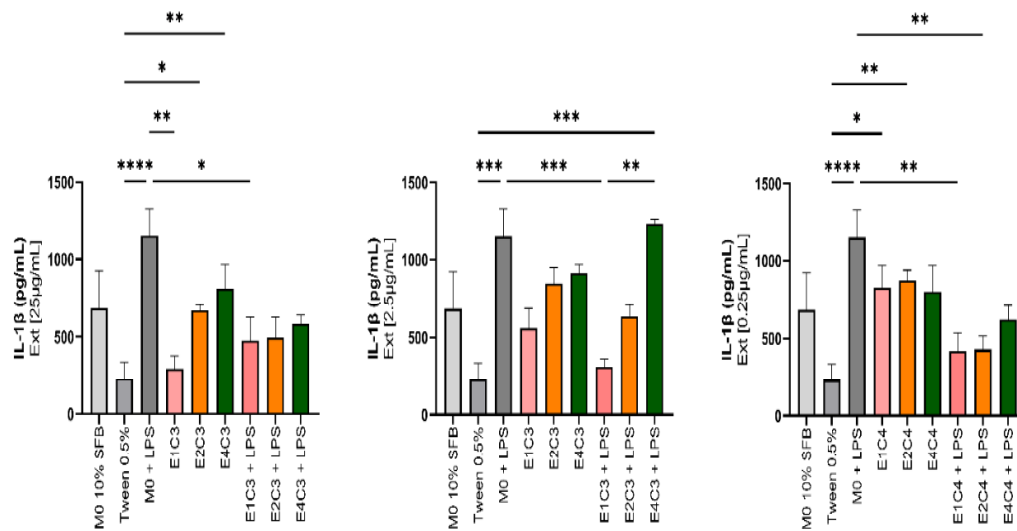 **
*
**
**** *
IL-1β (pg/mL)
Ext [25µg/mL]
1500
1000
500
0
M0 10% SFB
Tween 0.5%
M0 + LPS
E1C3
E2C3
E4C3
E1C3 + LPS
E2C3 + LPS
E4C3 + LPS
***
*** *** **
IL-1β (pg/mL)
Ext [2.5µg/mL]
1500
1000
500
0
M0 10% SFB
Tween 0.5%
M0 + LPS
E1C3
E2C3
E4C3
E1C3 + LPS
E2C3 + LPS
E4C3 + LPS
**
**
*
**** **
IL-1β (pg/mL)
Ext [0.25µg/mL]
1500
1000
500
0
M0 10% SFB
Tween 0.5%
M0 + LPS
E1C4
E2C4
E4C4
E1C4 + LPS
E2C4 + LPS
E4C4 + LPS